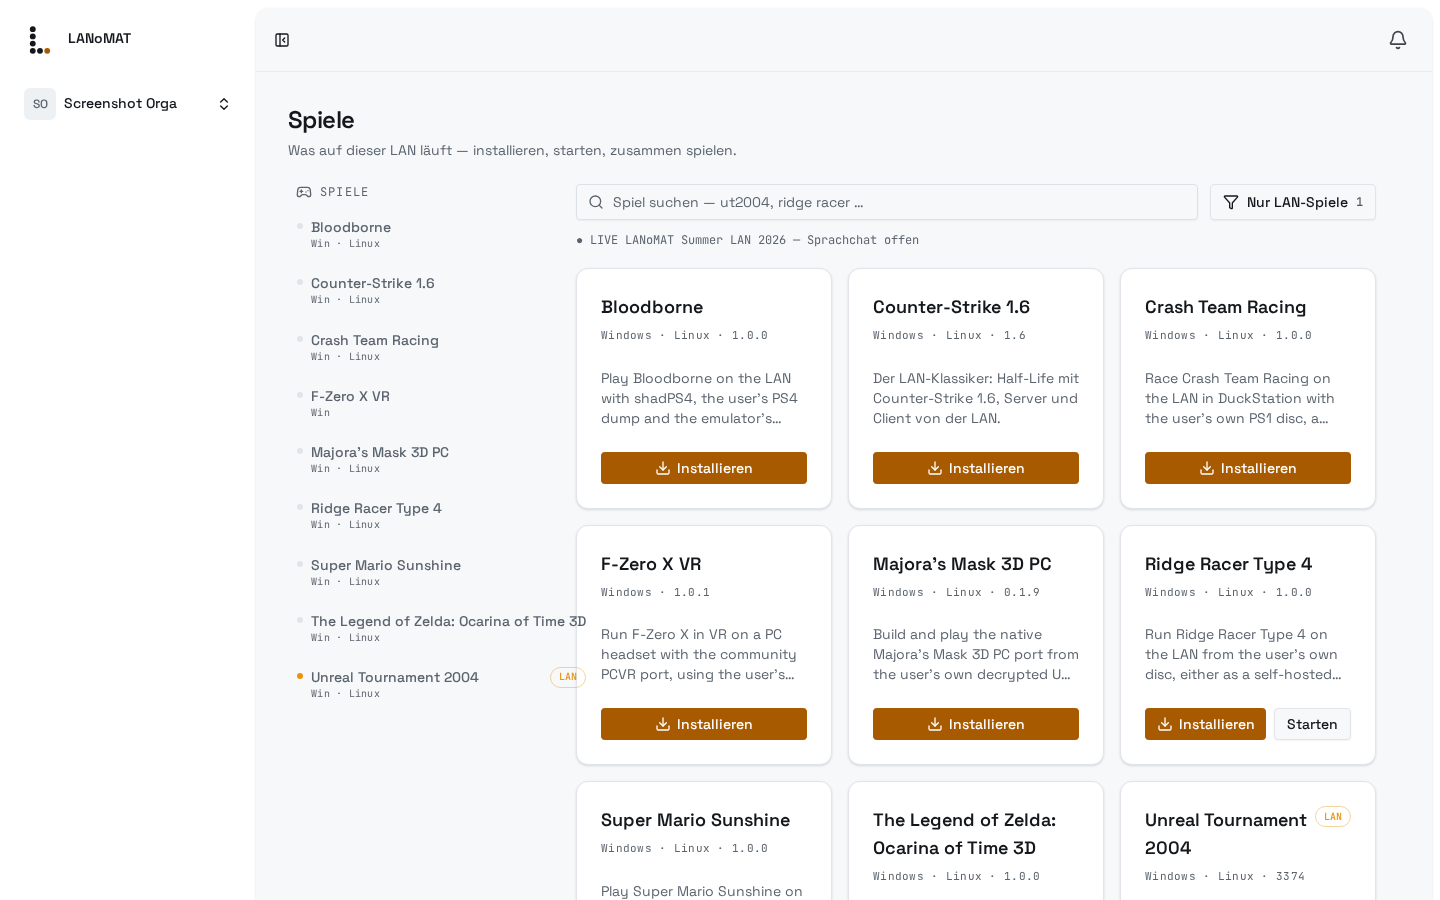 LANoMAT
SO
Screenshot Orga
Spiele
Was auf dieser LAN läuft — installieren, starten, zusammen spielen.
SPIELE
Bloodborne
Win · Linux
Counter-Strike 1.6
Win · Linux
Crash Team Racing
Win · Linux
F-Zero X VR
Win
Majora's Mask 3D PC
Win · Linux
Ridge Racer Type 4
Win · Linux
Super Mario Sunshine
Win · Linux
The Legend of Zelda: Ocarina of Time 3D
Win · Linux
Unreal Tournament 2004
LAN
Win · Linux
Spiel suchen — ut2004, ridge racer ...
Nur LAN-Spiele 1
● LIVE LANoMAT Summer LAN 2026 — Sprachchat offen
Bloodborne
Windows · Linux · 1.0.0
Play Bloodborne on the LAN
with shadPS4, the user's PS4
dump and the emulator's...
Installieren
Counter-Strike 1.6
Windows · Linux · 1.6
Der LAN-Klassiker: Half-Life mit
Counter-Strike 1.6, Server und
Client von der LAN.
Installieren
Crash Team Racing
Windows · Linux · 1.0.0
Race Crash Team Racing on
the LAN in DuckStation with
the user's own PS1 disc, a...
Installieren
F-Zero X VR
Windows · 1.0.1
Run F-Zero X in VR on a PC
headset with the community
PCVR port, using the user's...
Installieren
Majora's Mask 3D PC
Windows · Linux · 0.1.9
Build and play the native
Majora's Mask 3D PC port from
the user's own decrypted U...
Installieren
Ridge Racer Type 4
Windows · Linux · 1.0.0
Run Ridge Racer Type 4 on
the LAN from the user's own
disc, either as a self-hosted...
Installieren
Starten
Super Mario Sunshine
Windows · Linux · 1.0.0
Play Super Mario Sunshine on
The Legend of Zelda:
Ocarina of Time 3D
Windows · Linux · 1.0.0
Unreal Tournament
2004
LAN
Windows · Linux · 3374